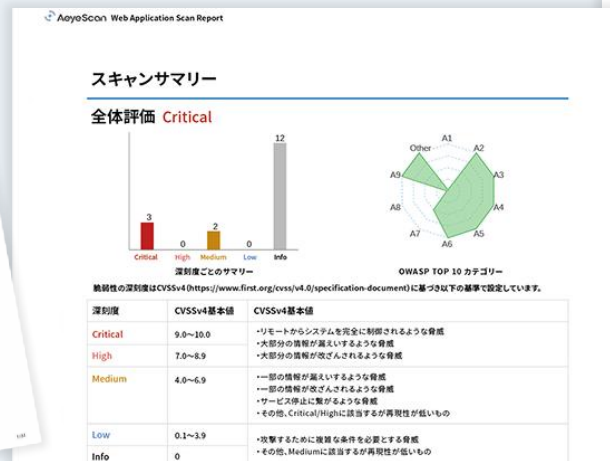 AeyeScan Web Application Scan Report
スキャンサマリー
全体評価 Critical
12
3
0
2
0
Critical High Medium Low Info
深刻度ごとのサマリー
A1
A2
A3
A4
A5
A6
A7
A8
A9
Other
OWASP TOP 10 カテゴリー
脆弱性の深刻度はCVSSv4(https://www.first.org/cvss/v4.0/specification-document)に基づき以下の基準で設定しています。
深刻度 CVSSv4基本値 CVSSv4基本値
Critical 9.0〜10.0
High 7.0〜8.9
・リモートからシステムを完全に制御されるような脅威
・大部分の情報が漏えいするような脅威
・大部分の情報が改ざんされるような脅威
Medium 4.0〜6.9
・一部の情報が漏えいするような脅威
・一部の情報が改ざんされるような脅威
・サービス停止に繋がるような脅威
・その他、Critical/Highに該当するが再現性が低いもの
Low 0.1〜3.9
Info 0
・攻撃するために複雑な条件を必要とする脅威
・その他、Mediumに該当するが再現性が低いもの